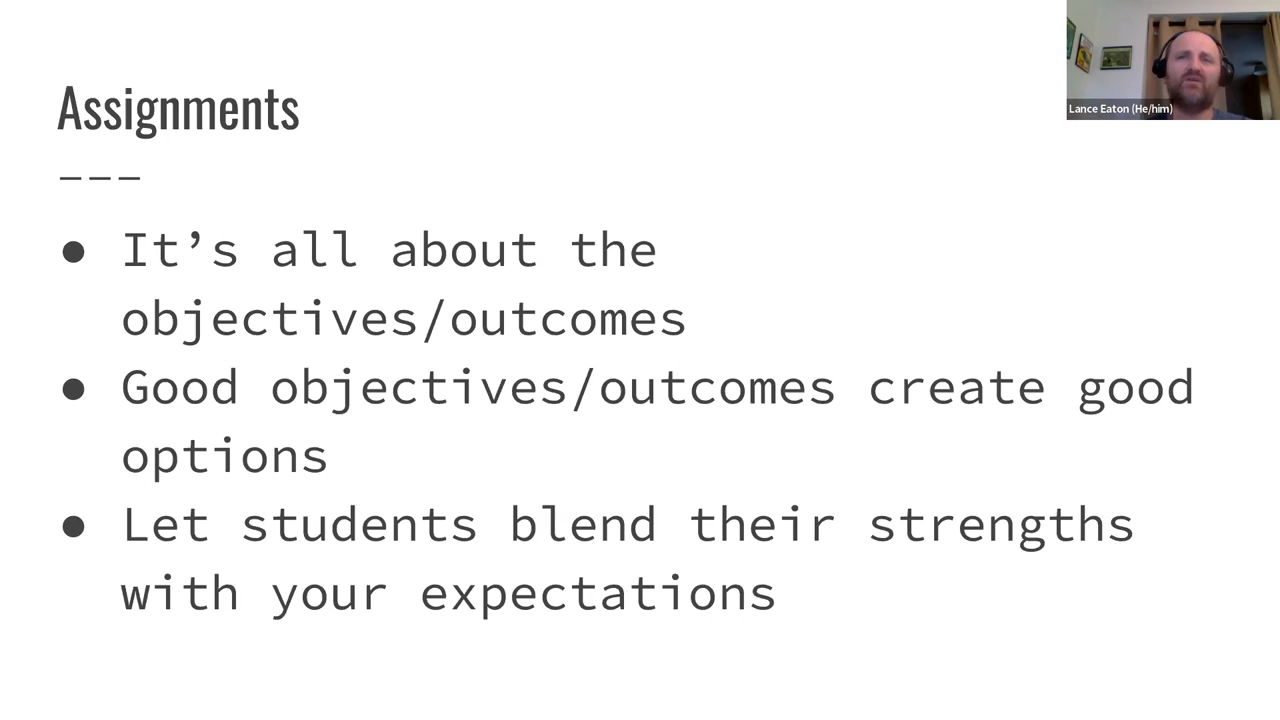 Assignments
Lance Eaton (He/him)
● It’s all about the
objectives/outcomes
● Good objectives/outcomes create good
options
● Let students blend their strengths
with your expectations